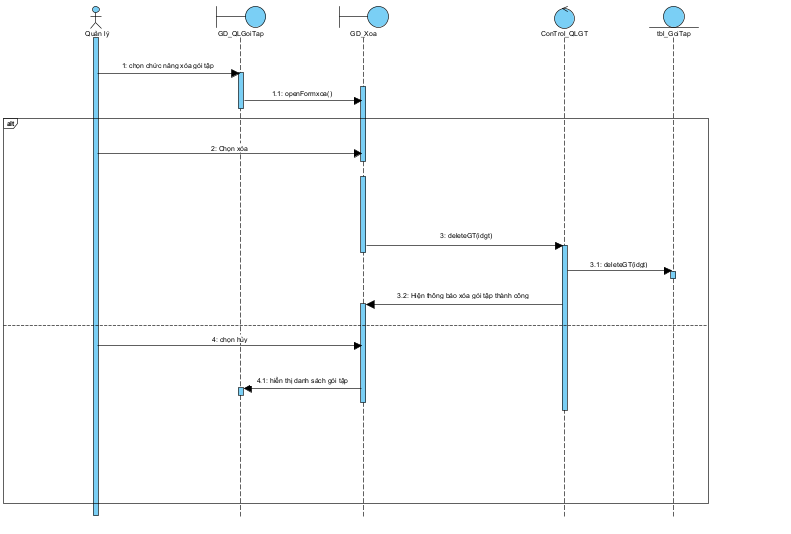 Quản lý
GD_QLGoiTap
GD_Xoa
ConTrol_QLGT
tbl_GoiTap
1: chọn chức năng xóa gói tập
1.1: openFormxoa()
alt
2: Chọn xóa
3: deleteGT(idgt)
3.1: deleteGT(idgt)
3.2: Hiện thông báo xóa gói tập thành công
4: chọn hủy
4.1: hiển thị danh sách gói tập